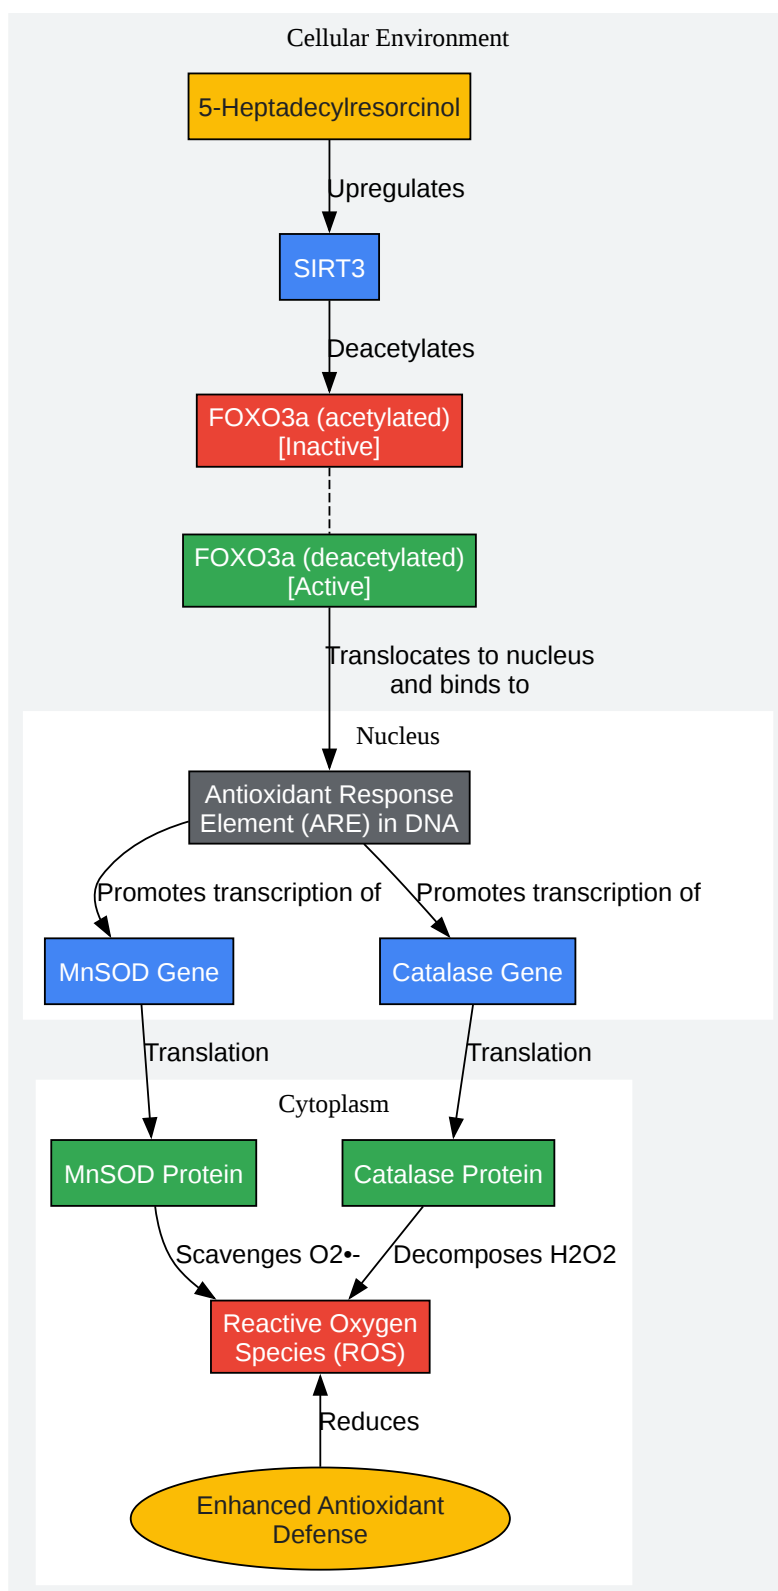 Cellular Environment
5-Heptadecylresorcinol
Upregulates
SIRT3
Deacetylates
FOXO3a (acetylated)
[Inactive]
FOXO3a (deacetylated)
[Active]
Translocates to nucleus
and binds to
Nucleus
Antioxidant Response
Element (ARE) in DNA
Promotes transcription of
Promotes transcription of
MnSOD Gene
Catalase Gene
Translation
Translation
Cytoplasm
MnSOD Protein
Catalase Protein
Scavenges O2•-
Decomposes H2O2
Reactive Oxygen
Species (ROS)
Reduces
Enhanced Antioxidant
Defense